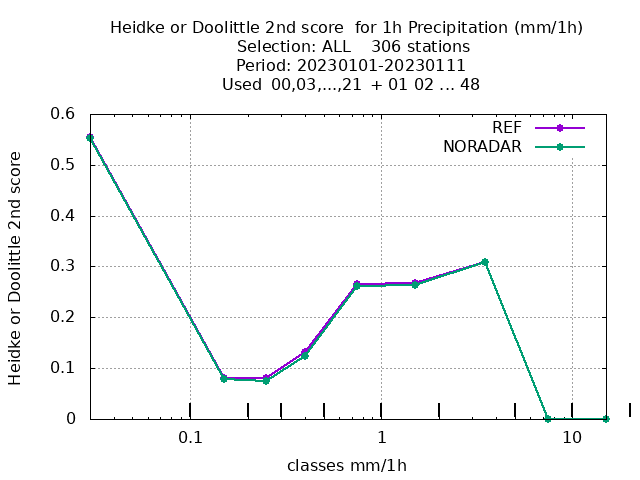 Heidke or Doolittle 2nd score  for 1h Precipitation (mm/1h)
Selection: ALL    306 stations
Period: 20230101-20230111
Used  00,03,...,21  + 01 02 ... 48
REF
NORADAR
0.6
0.5
0.4
0.3
0.2
0.1
0
Heidke or Doolittle 2nd score
0.1
1
10
classes mm/1h